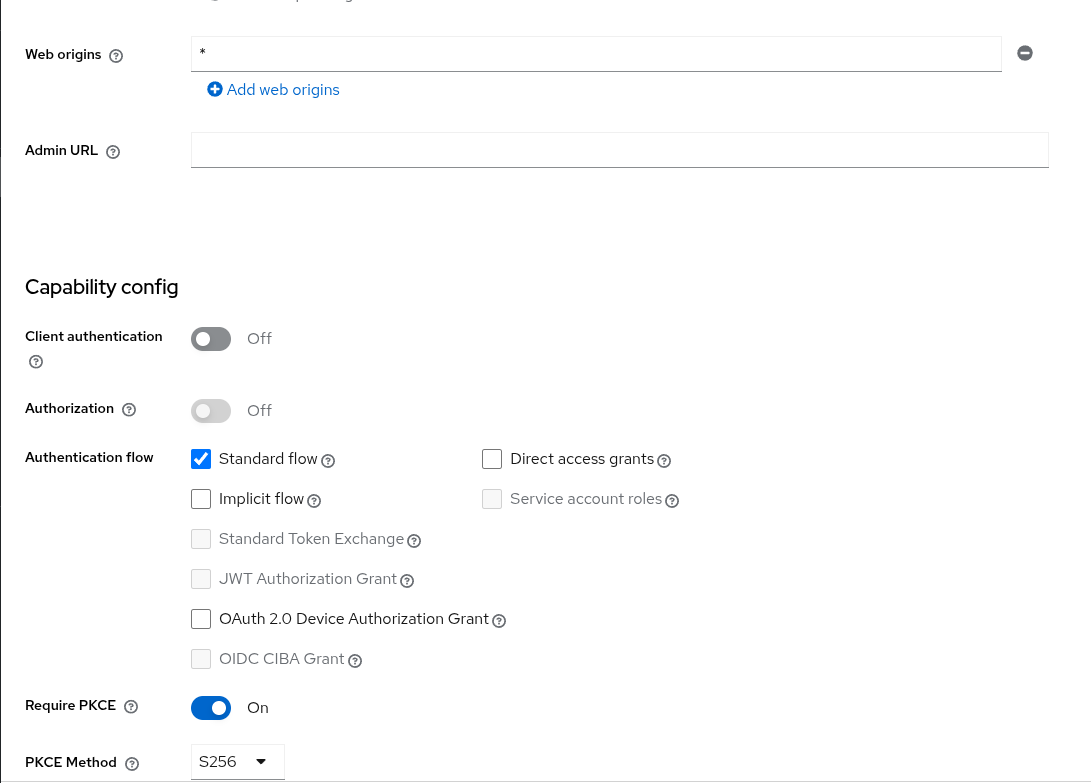 Web origins
*
Add web origins
Admin URL
Capability config
Client authentication
Off
Authorization
Off
Authentication flow
Standard flow
Direct access grants
Implicit flow
Service account roles
Standard Token Exchange
JWT Authorization Grant
OAuth 2.0 Device Authorization Grant
OIDC CIBA Grant
Require PKCE
On
PKCE Method
S256